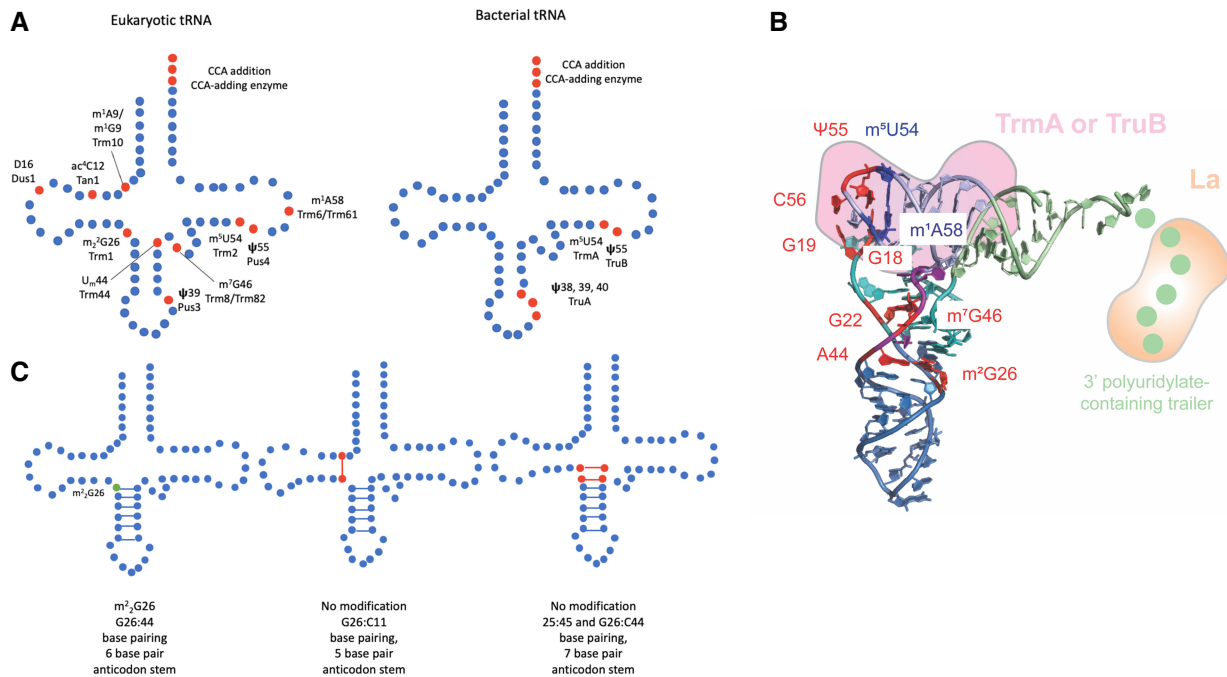 A
Eukaryotic tRNA
CCA addition
CCA-adding enzyme
m¹A9/
m¹G9
Trm10
D16
Dus1
ac⁴C12
Tan1
m¹A58
Trm6/Trm61
m₂²G26
Trm1
m⁵U54
Trm2
Ψ55
Pus4
Uₘ44
Trm44
m⁷G46
Trm8/Trm82
Ψ39
Pus3
Bacterial tRNA
CCA addition
CCA-adding enzyme
m⁵U54
TrmA
Ψ55
TruB
Ψ38, 39, 40
TruA
B
Ψ55
m⁵U54
TrmA or TruB
La
C56
m¹A58
G19
G18
G22
m⁷G46
A44
m²G26
3' polyuridylate-
containing trailer
C
m²₂G26
m²₂G26
G26:44
base pairing
6 base pair
anticodon stem
No modification
G26:C11
base pairing,
5 base pair
anticodon stem
No modification
25:45 and G26:C44
base pairing,
7 base pair
anticodon stem